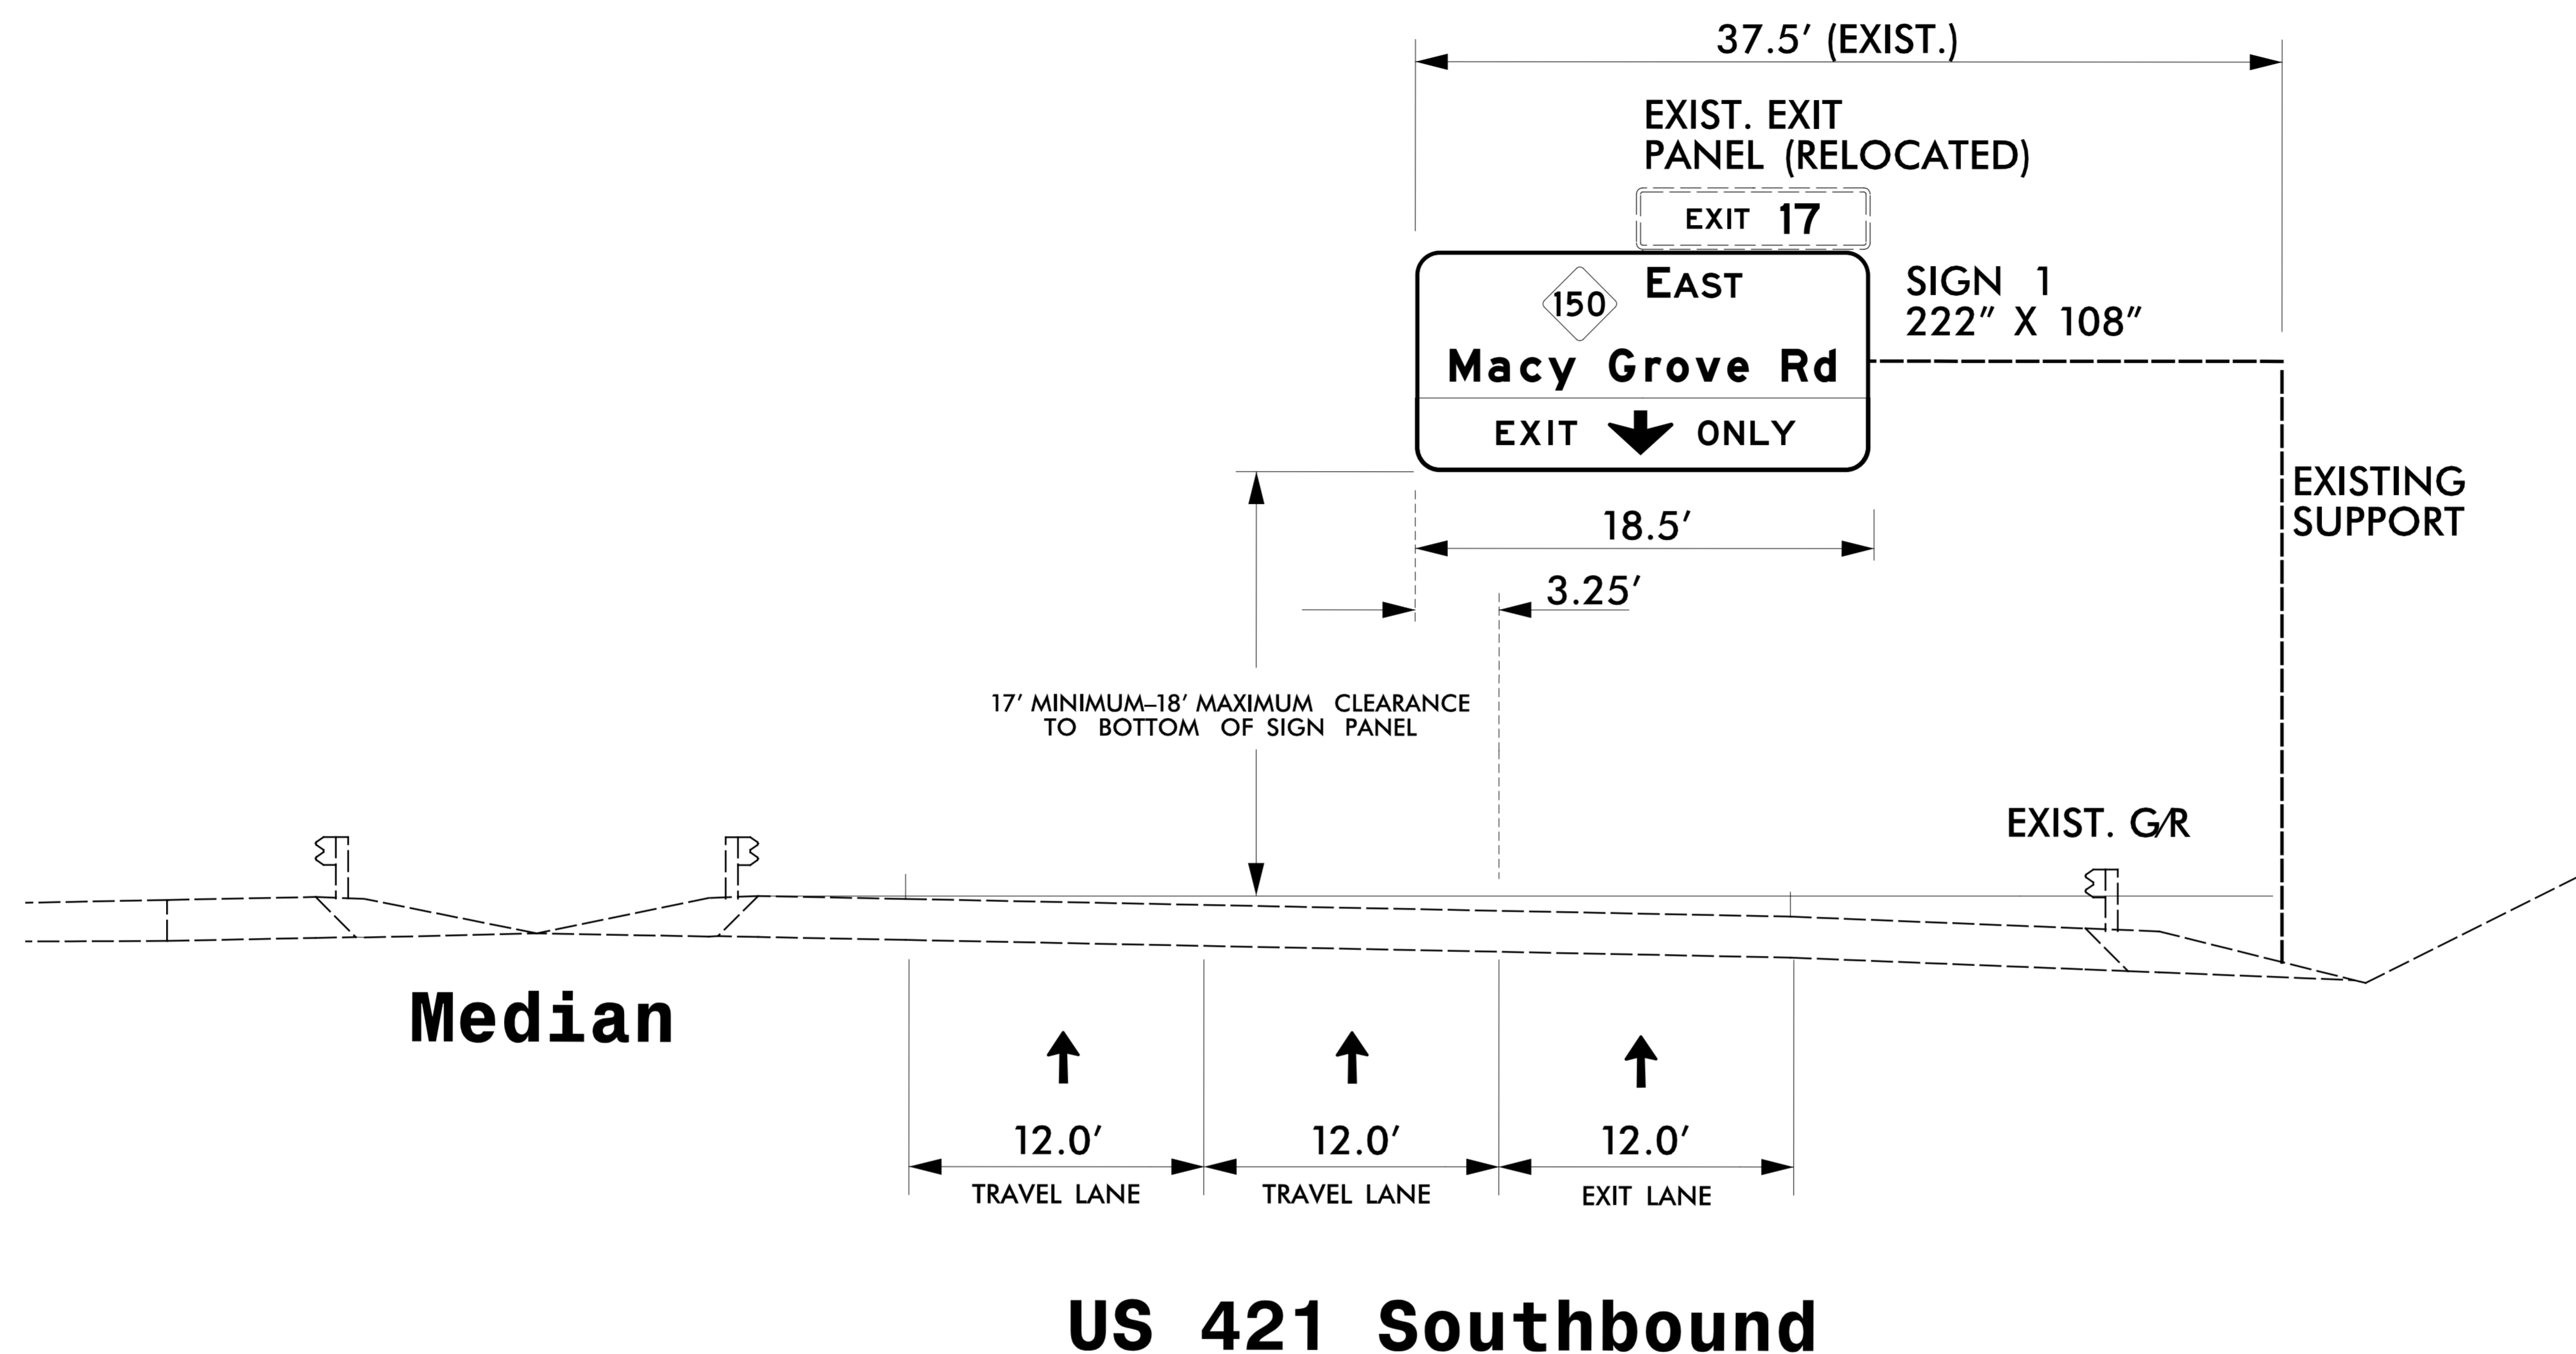 37.5' (EXIST.)
EXIST. EXIT
PANEL (RELOCATED)
EXIT 17
150 EAST
Macy Grove Rd
EXIT ONLY
SIGN 1
222" X 108"
EXISTING
SUPPORT
18.5'
3.25'
17' MINIMUM–18' MAXIMUM CLEARANCE
TO BOTTOM OF SIGN PANEL
EXIST. G/R
Median
12.0' 12.0' 12.0'
TRAVEL LANE TRAVEL LANE EXIT LANE
US 421 Southbound